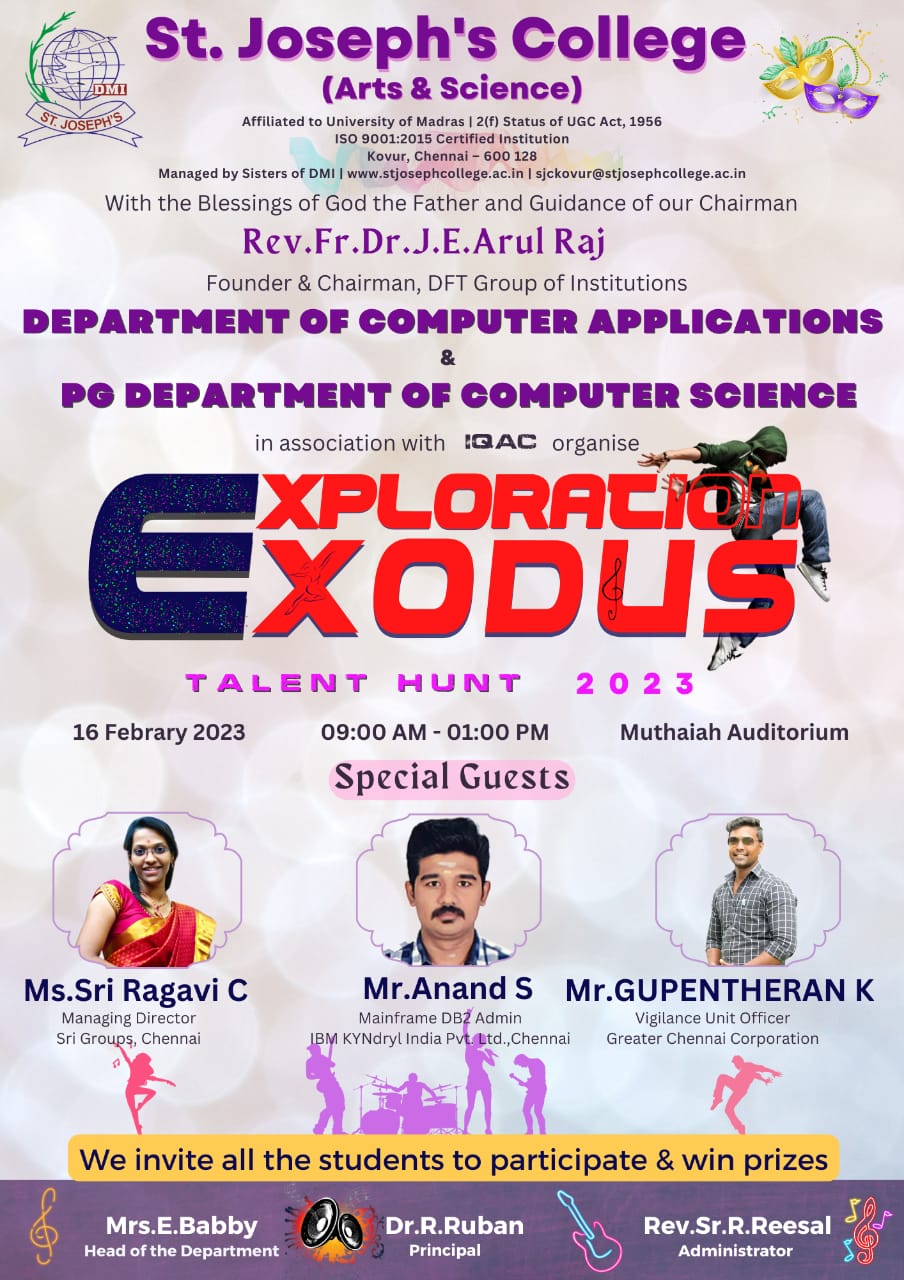 St. Joseph's College
(Arts & Science)
DMI
ST. JOSEPH'S
Affiliated to University of Madras | 2(f) Status of UGC Act, 1956
ISO 9001:2015 Certified Institution
Kovur, Chennai – 600 128
Managed by Sisters of DMI | www.stjosephcollege.ac.in | sjckovur@stjosephcollege.ac.in
With the Blessings of God the Father and Guidance of our Chairman
Rev.Fr.Dr.J.E.Arul Raj
Founder & Chairman, DFT Group of Institutions
DEPARTMENT OF COMPUTER APPLICATIONS
&
PG DEPARTMENT OF COMPUTER SCIENCE
in association with IQAC organise
EXPLORATION
EXODUS
TALENT HUNT 2023
16 Febrary 2023 09:00 AM - 01:00 PM Muthaiah Auditorium
Special Guests
Ms.Sri Ragavi C
Managing Director
Sri Groups, Chennai
Mr.Anand S
Mainframe DB2 Admin
IBM KYNdryl India Pvt. Ltd.,Chennai
Mr.GUPENTHERAN K
Vigilance Unit Officer
Greater Chennai Corporation
We invite all the students to participate & win prizes
Mrs.E.Babby
Head of the Department
Dr.R.Ruban
Principal
Rev.Sr.R.Reesal
Administrator